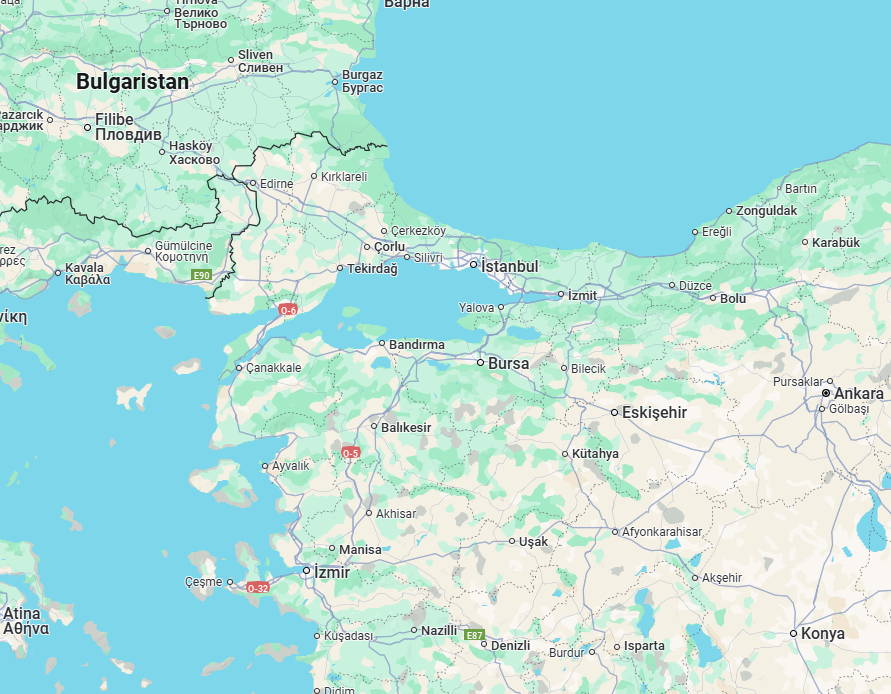 Варна
Велико
Търново
Sliven
Сливен
Bulgaristan
Burgaz
Бургас
Pazarcık
Filibe
Пловдив
Hasköy
Хасково
Edirne
Kırklareli
Bartın
Zonguldak
Çerkezköy
Ereğli
Karabük
Gümülcine
Κομοτηνή
Çorlu
Silivri
İstanbul
Kavala
Καβάλα
E90
Tekirdağ
Düzce
İzmit
Bolu
Yalova
O-6
Bandırma
Bursa
Çanakkale
Bilecik
Pursaklar
Ankara
Gölbaşı
Eskişehir
Balıkesir
O-5
Kütahya
Ayvalık
Akhisar
Afyonkarahisar
Uşak
Manisa
İzmir
Çeşme
O-32
Akşehir
Atina
Αθήνα
Kuşadası
Nazilli
E87
Denizli
Burdur
Isparta
Konya
Didim